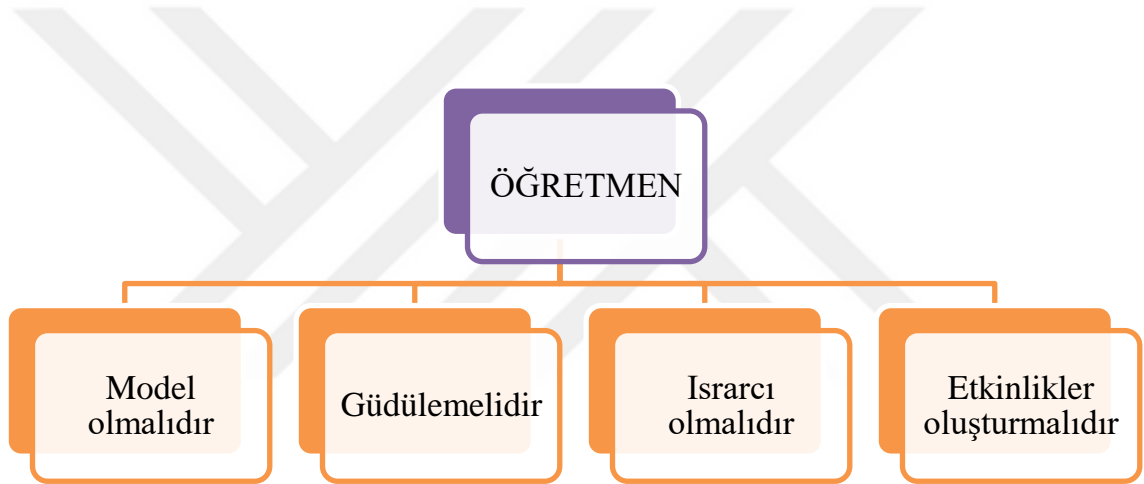 ÖĞRETMEN
Model
olmalıdır
Güdülemelidir
Israrcı
olmalıdır
Etkinlikler
oluşturmalıdır